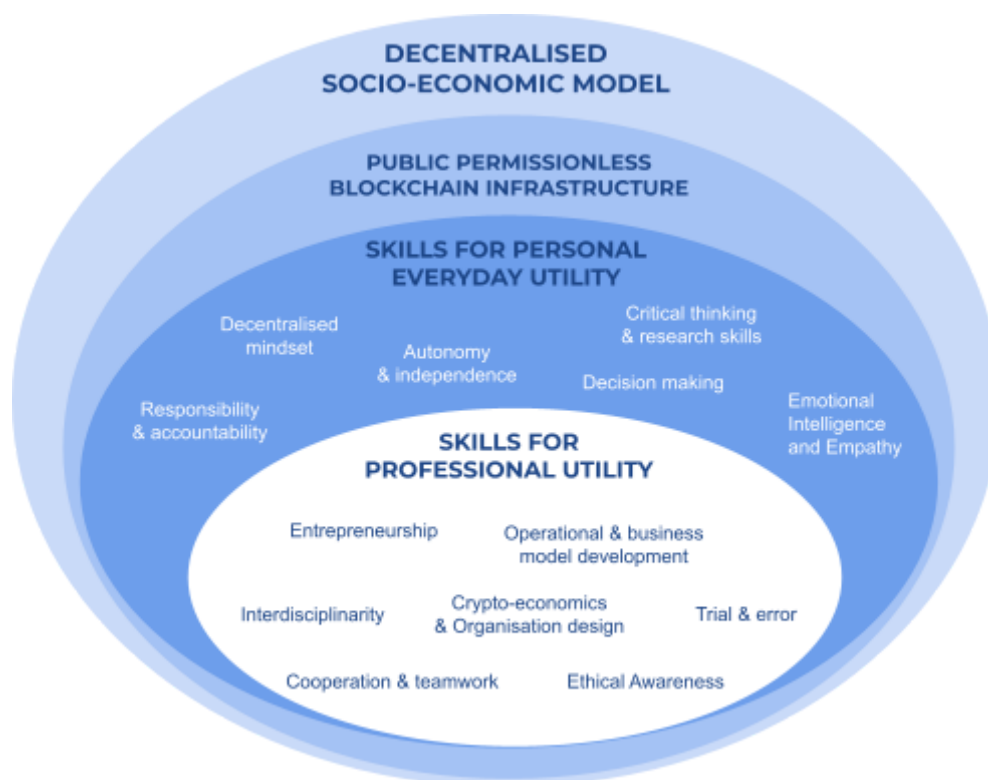 DECENTRALISED
SOCIO-ECONOMIC MODEL
PUBLIC PERMISSIONLESS
BLOCKCHAIN INFRASTRUCTURE
SKILLS FOR PERSONAL
EVERYDAY UTILITY
Decentralised
mindset
Autonomy
& independence
Critical thinking
& research skills
Decision making
Responsibility
& accountability
Emotional
Intelligence
and Empathy
SKILLS FOR
PROFESSIONAL UTILITY
Entrepreneurship
Operational & business
model development
Interdisciplinarity
Crypto-economics
& Organisation design
Trial & error
Cooperation & teamwork
Ethical Awareness